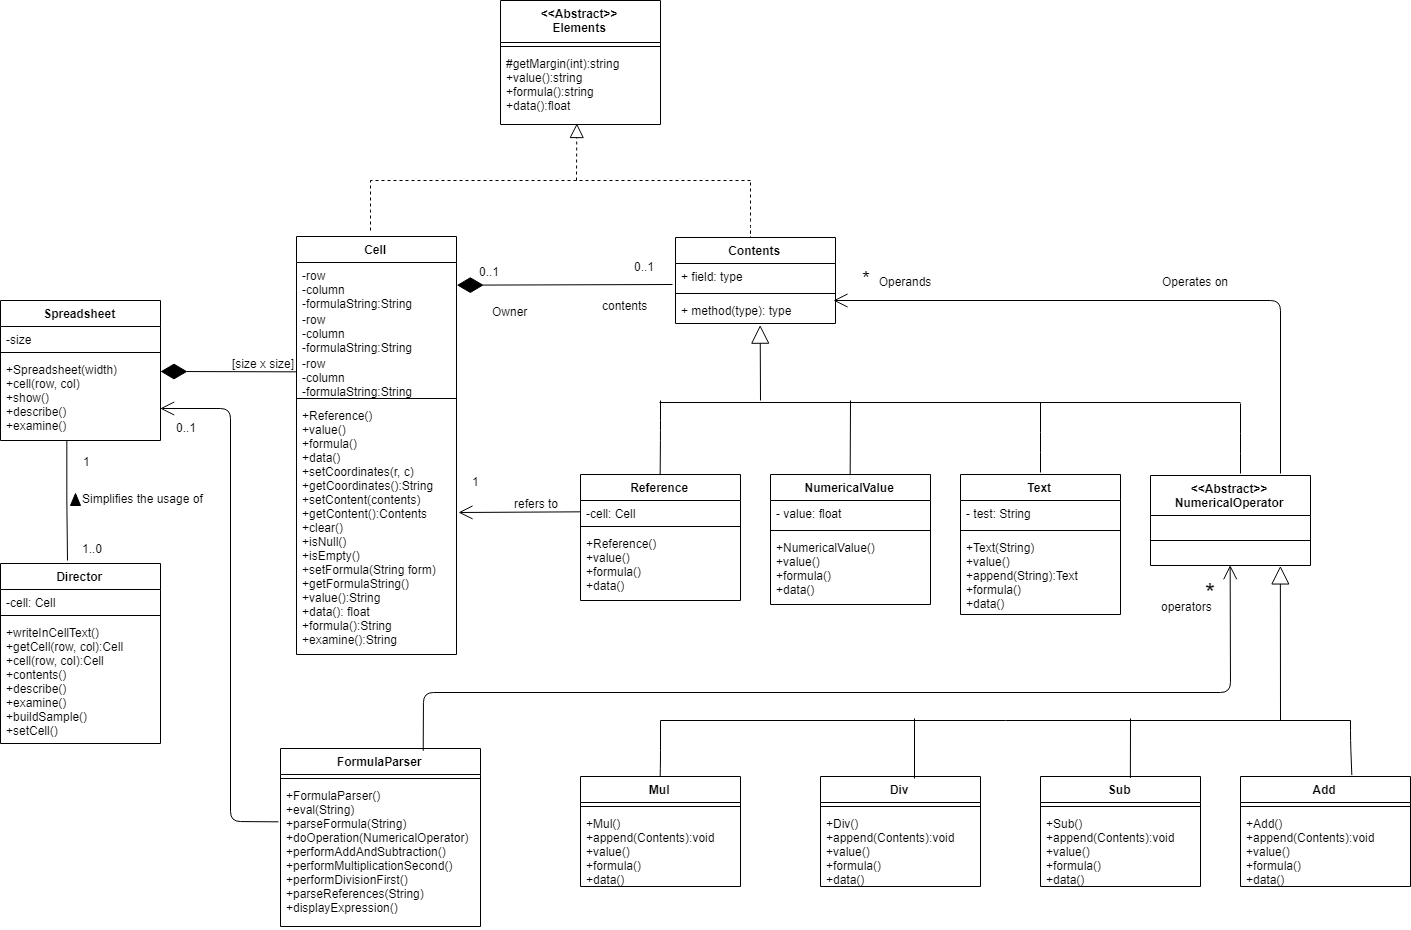 <<Abstract>>
Elements
#getMargin(int):string
+value():string
+formula():string
+data():float
Cell
-row
-column
-formulaString:String
-row
-column
-formulaString:String
-row
-column
-formulaString:String
+Reference()
+value()
+formula()
+data()
+setCoordinates(r, c)
+getCoordinates():String
+setContent(contents)
+getContent():Contents
+clear()
+isNull()
+isEmpty()
+setFormula(String form)
+getFormulaString()
+value():String
+data(): float
+formula():String
+examine():String
0..1
0..1
Owner
contents
Contents
+ field: type
+ method(type): type
*
Operands
Operates on
Spreadsheet
-size
+Spreadsheet(width)
+cell(row, col)
+show()
+describe()
+examine()
[size x size]
0..1
1
Simplifies the usage of
1..0
Director
-cell: Cell
+writeInCellText()
+getCell(row, col):Cell
+cell(row, col):Cell
+contents()
+describe()
+examine()
+buildSample()
+setCell()
1
refers to
Reference
-cell: Cell
+Reference()
+value()
+formula()
+data()
NumericalValue
- value: float
+NumericalValue()
+value()
+formula()
+data()
Text
- test: String
+Text(String)
+value()
+append(String):Text
+formula()
+data()
<<Abstract>>
NumericalOperator
*
operators
FormulaParser
+FormulaParser()
+eval(String)
+parseFormula(String)
+doOperation(NumericalOperator)
+performAddAndSubtraction()
+performMultiplicationSecond()
+performDivisionFirst()
+parseReferences(String)
+displayExpression()
Mul
+Mul()
+append(Contents):void
+value()
+formula()
+data()
Div
+Div()
+append(Contents):void
+value()
+formula()
+data()
Sub
+Sub()
+append(Contents):void
+value()
+formula()
+data()
Add
+Add()
+append(Contents):void
+value()
+formula()
+data()